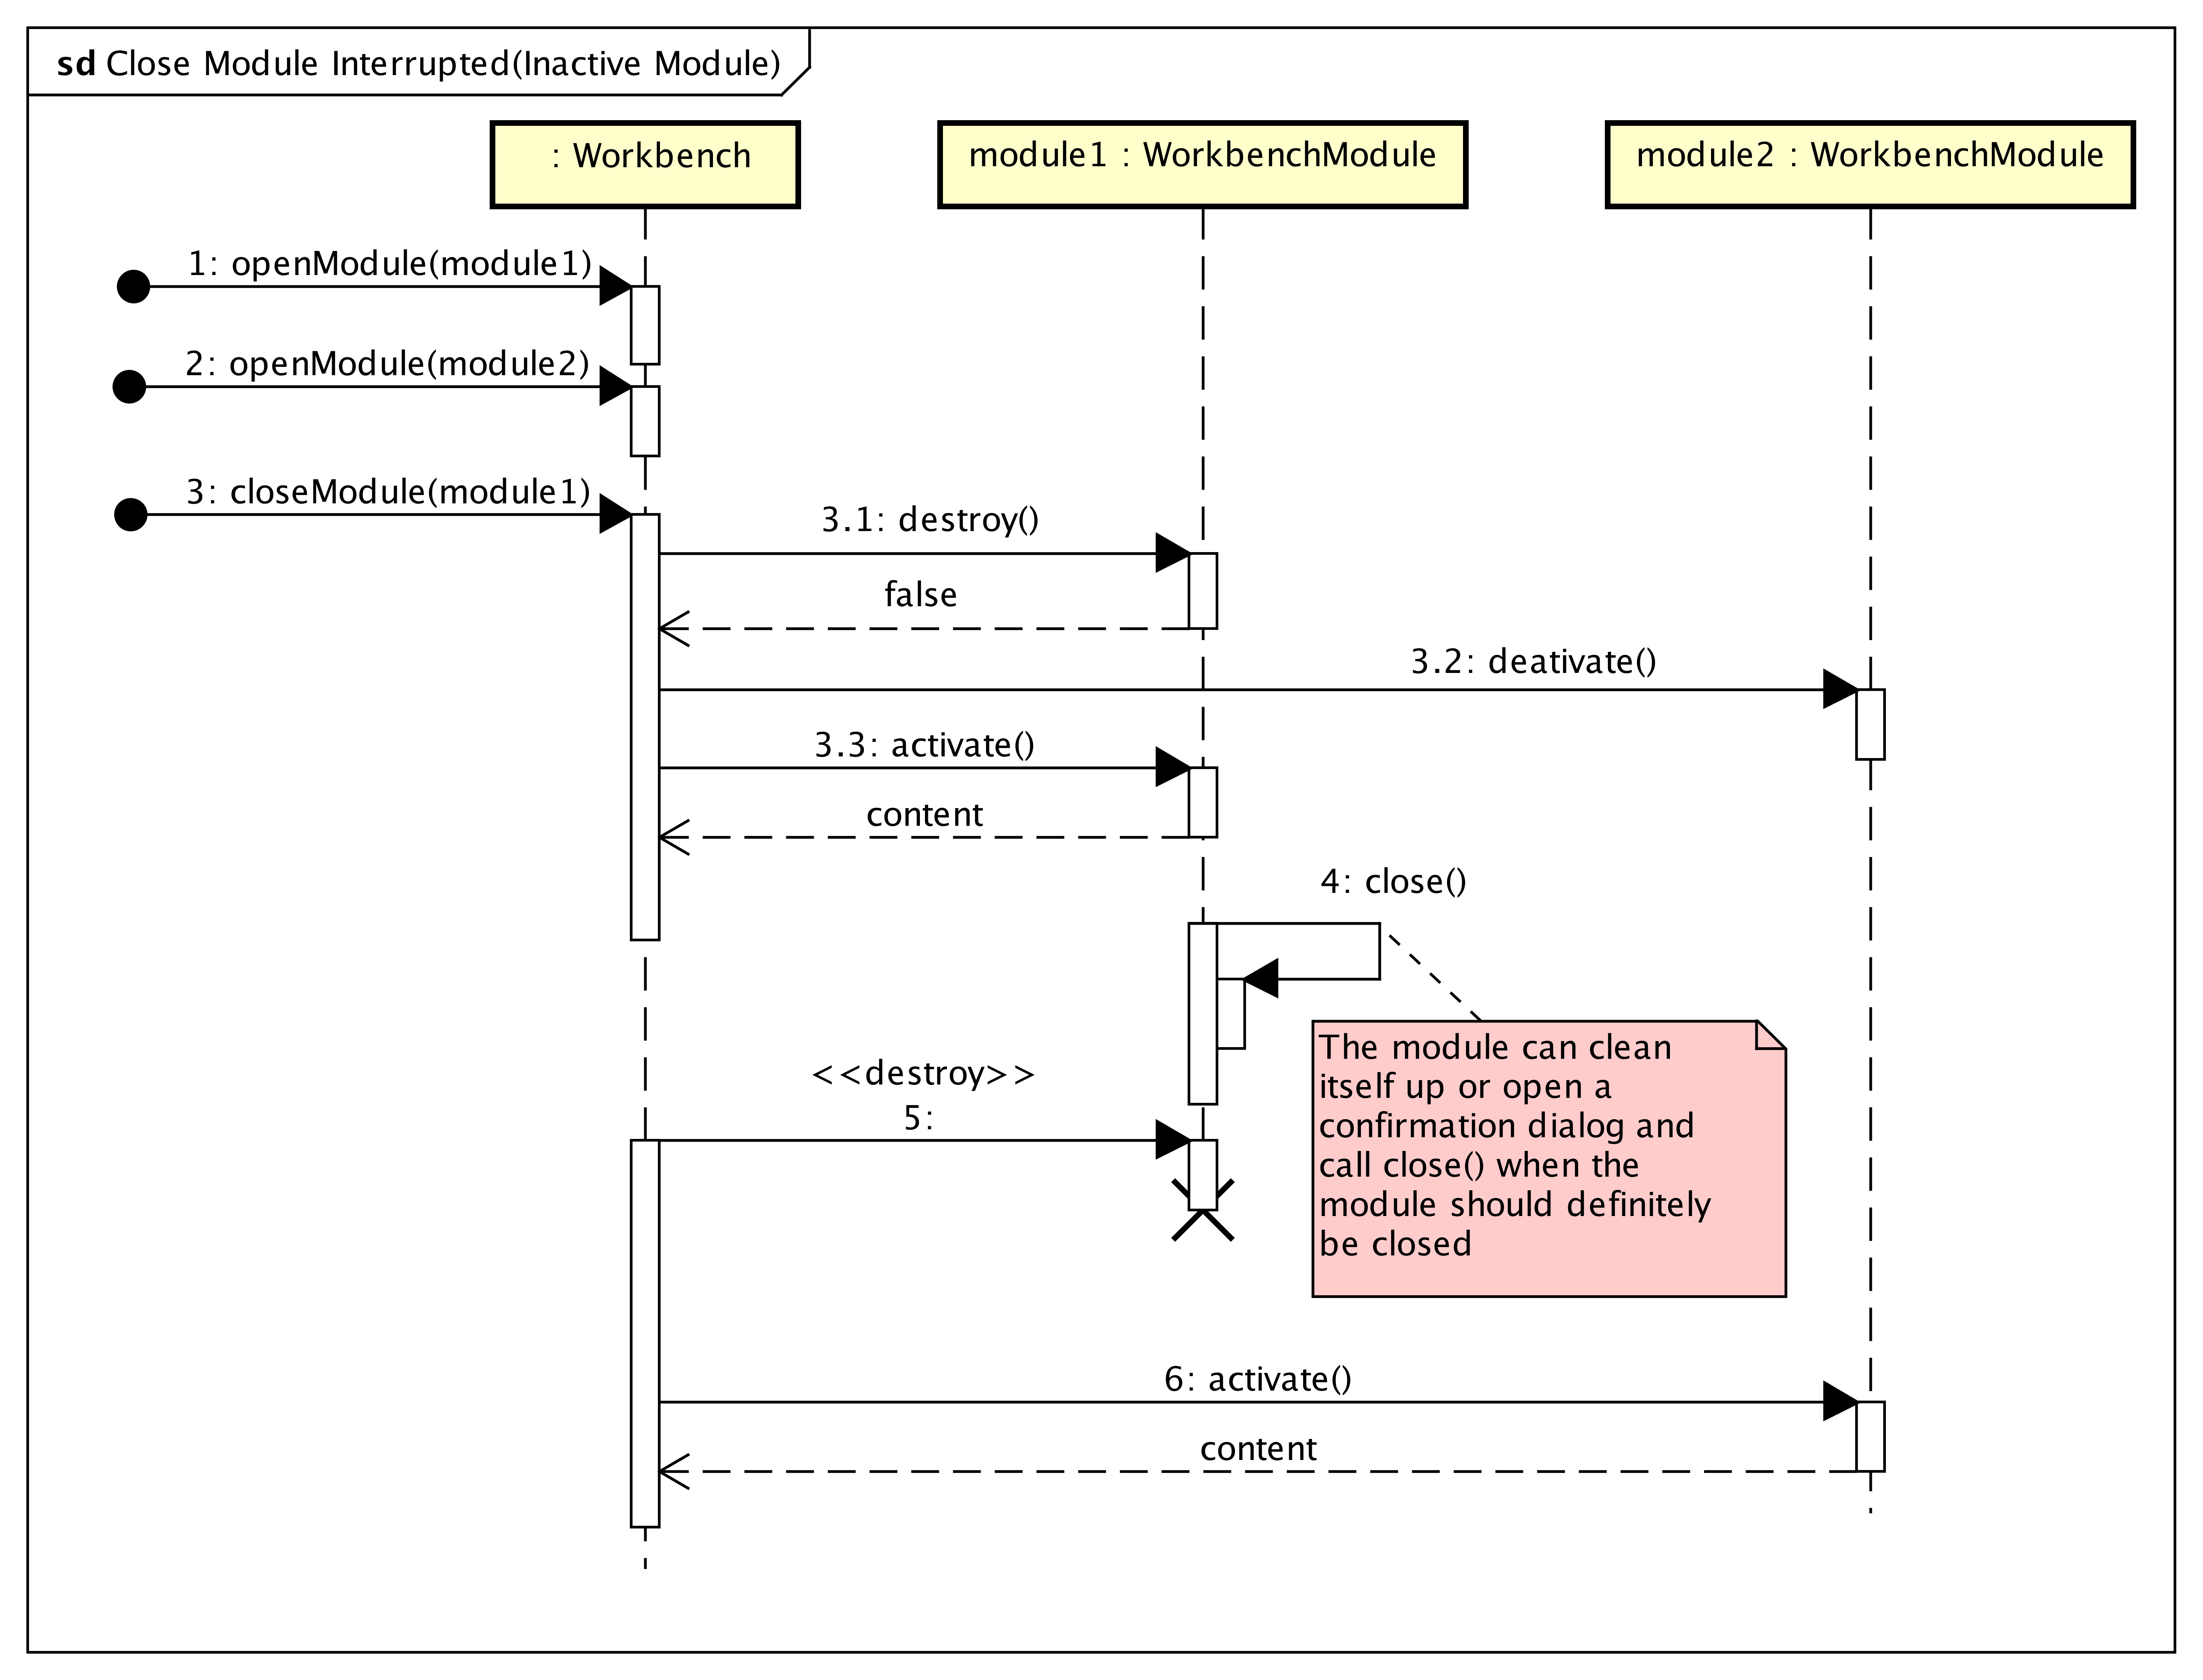 sd Close Module Interrupted(Inactive Module)
: Workbench
module1 : WorkbenchModule
module2 : WorkbenchModule
1: openModule(module1)
2: openModule(module2)
3: closeModule(module1)
3.1: destroy()
false
3.2: deativate()
3.3: activate()
content
4: close()
The module can clean
itself up or open a
confirmation dialog and
call close() when the
module should definitely
be closed
<<destroy>>
5:
6: activate()
content